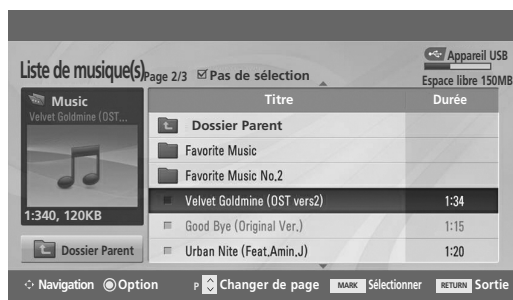 Liste de musique(s) Page 2/3 ☑ Pas de sélection
Appareil USB
Espace libre 150MB
Music
Velvet Goldmine (OST...
1:340, 120KB
Dossier Parent
Titre Durée
Dossier Parent
Favorite Music
Favorite Music No.2
Velvet Goldmine (OST vers2) 1:34
Good Bye (Original Ver.) 1:15
Urban Nite (Feat.Amin.J) 1:20
Navigation Option P Changer de page MARK Sélectionner RETURN Sortie